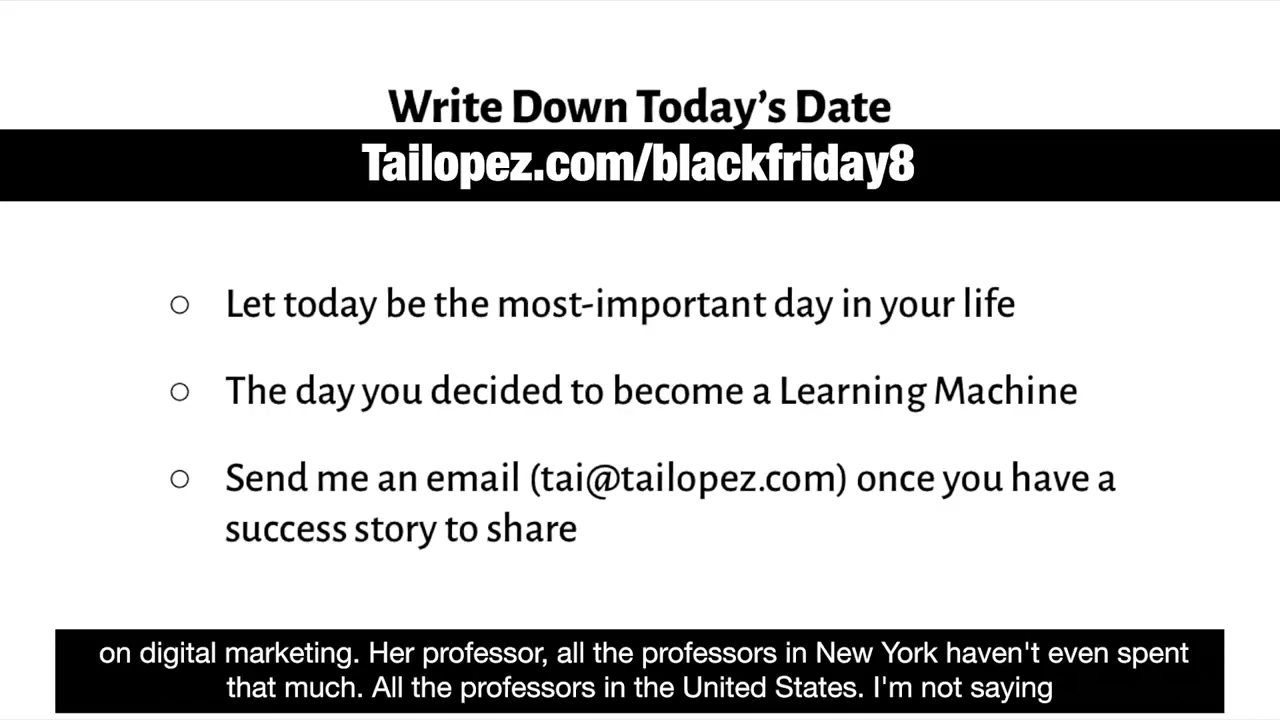 Write Down Today's Date
Tailopez.com/blackfriday8
○ Let today be the most-important day in your life
○ The day you decided to become a Learning Machine
○ Send me an email (tai@tailopez.com) once you have a
success story to share
on digital marketing. Her professor, all the professors in New York haven't even spent
that much. All the professors in the United States. I'm not saying